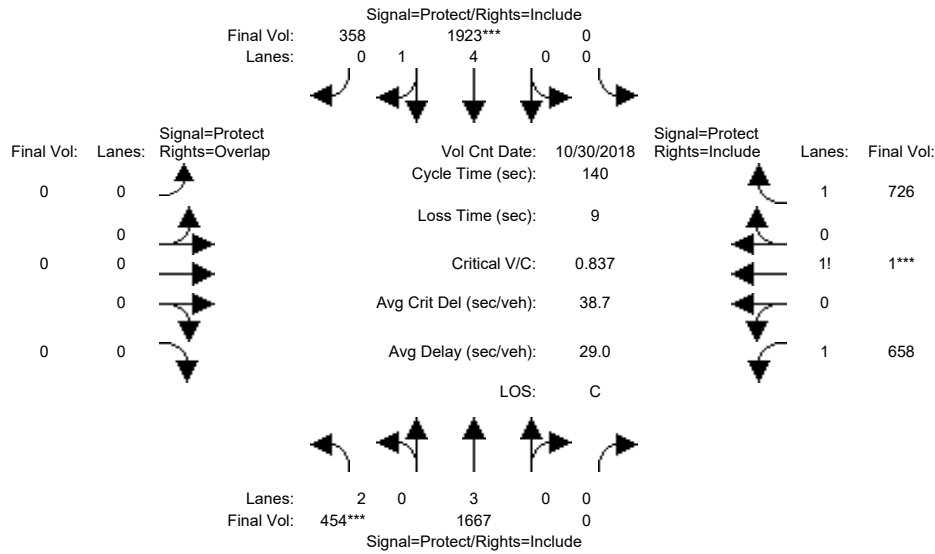 Signal=Protect/Rights=Include
Final Vol: 358 1923*** 0
Lanes: 0 1 4 0 0
Signal=Protect Signal=Protect
Final Vol: Lanes: Rights=Overlap Vol Cnt Date: 10/30/2018 Rights=Include Lanes: Final Vol:
Cycle Time (sec): 140
0 0 1 726
Loss Time (sec): 9
0 0
0 0 Critical V/C: 0.837 1! 1***
0 Avg Crit Del (sec/veh): 38.7 0
0 0 Avg Delay (sec/veh): 29.0 1 658
LOS: C
Lanes: 2 0 3 0 0
Final Vol: 454*** 1667 0
Signal=Protect/Rights=Include